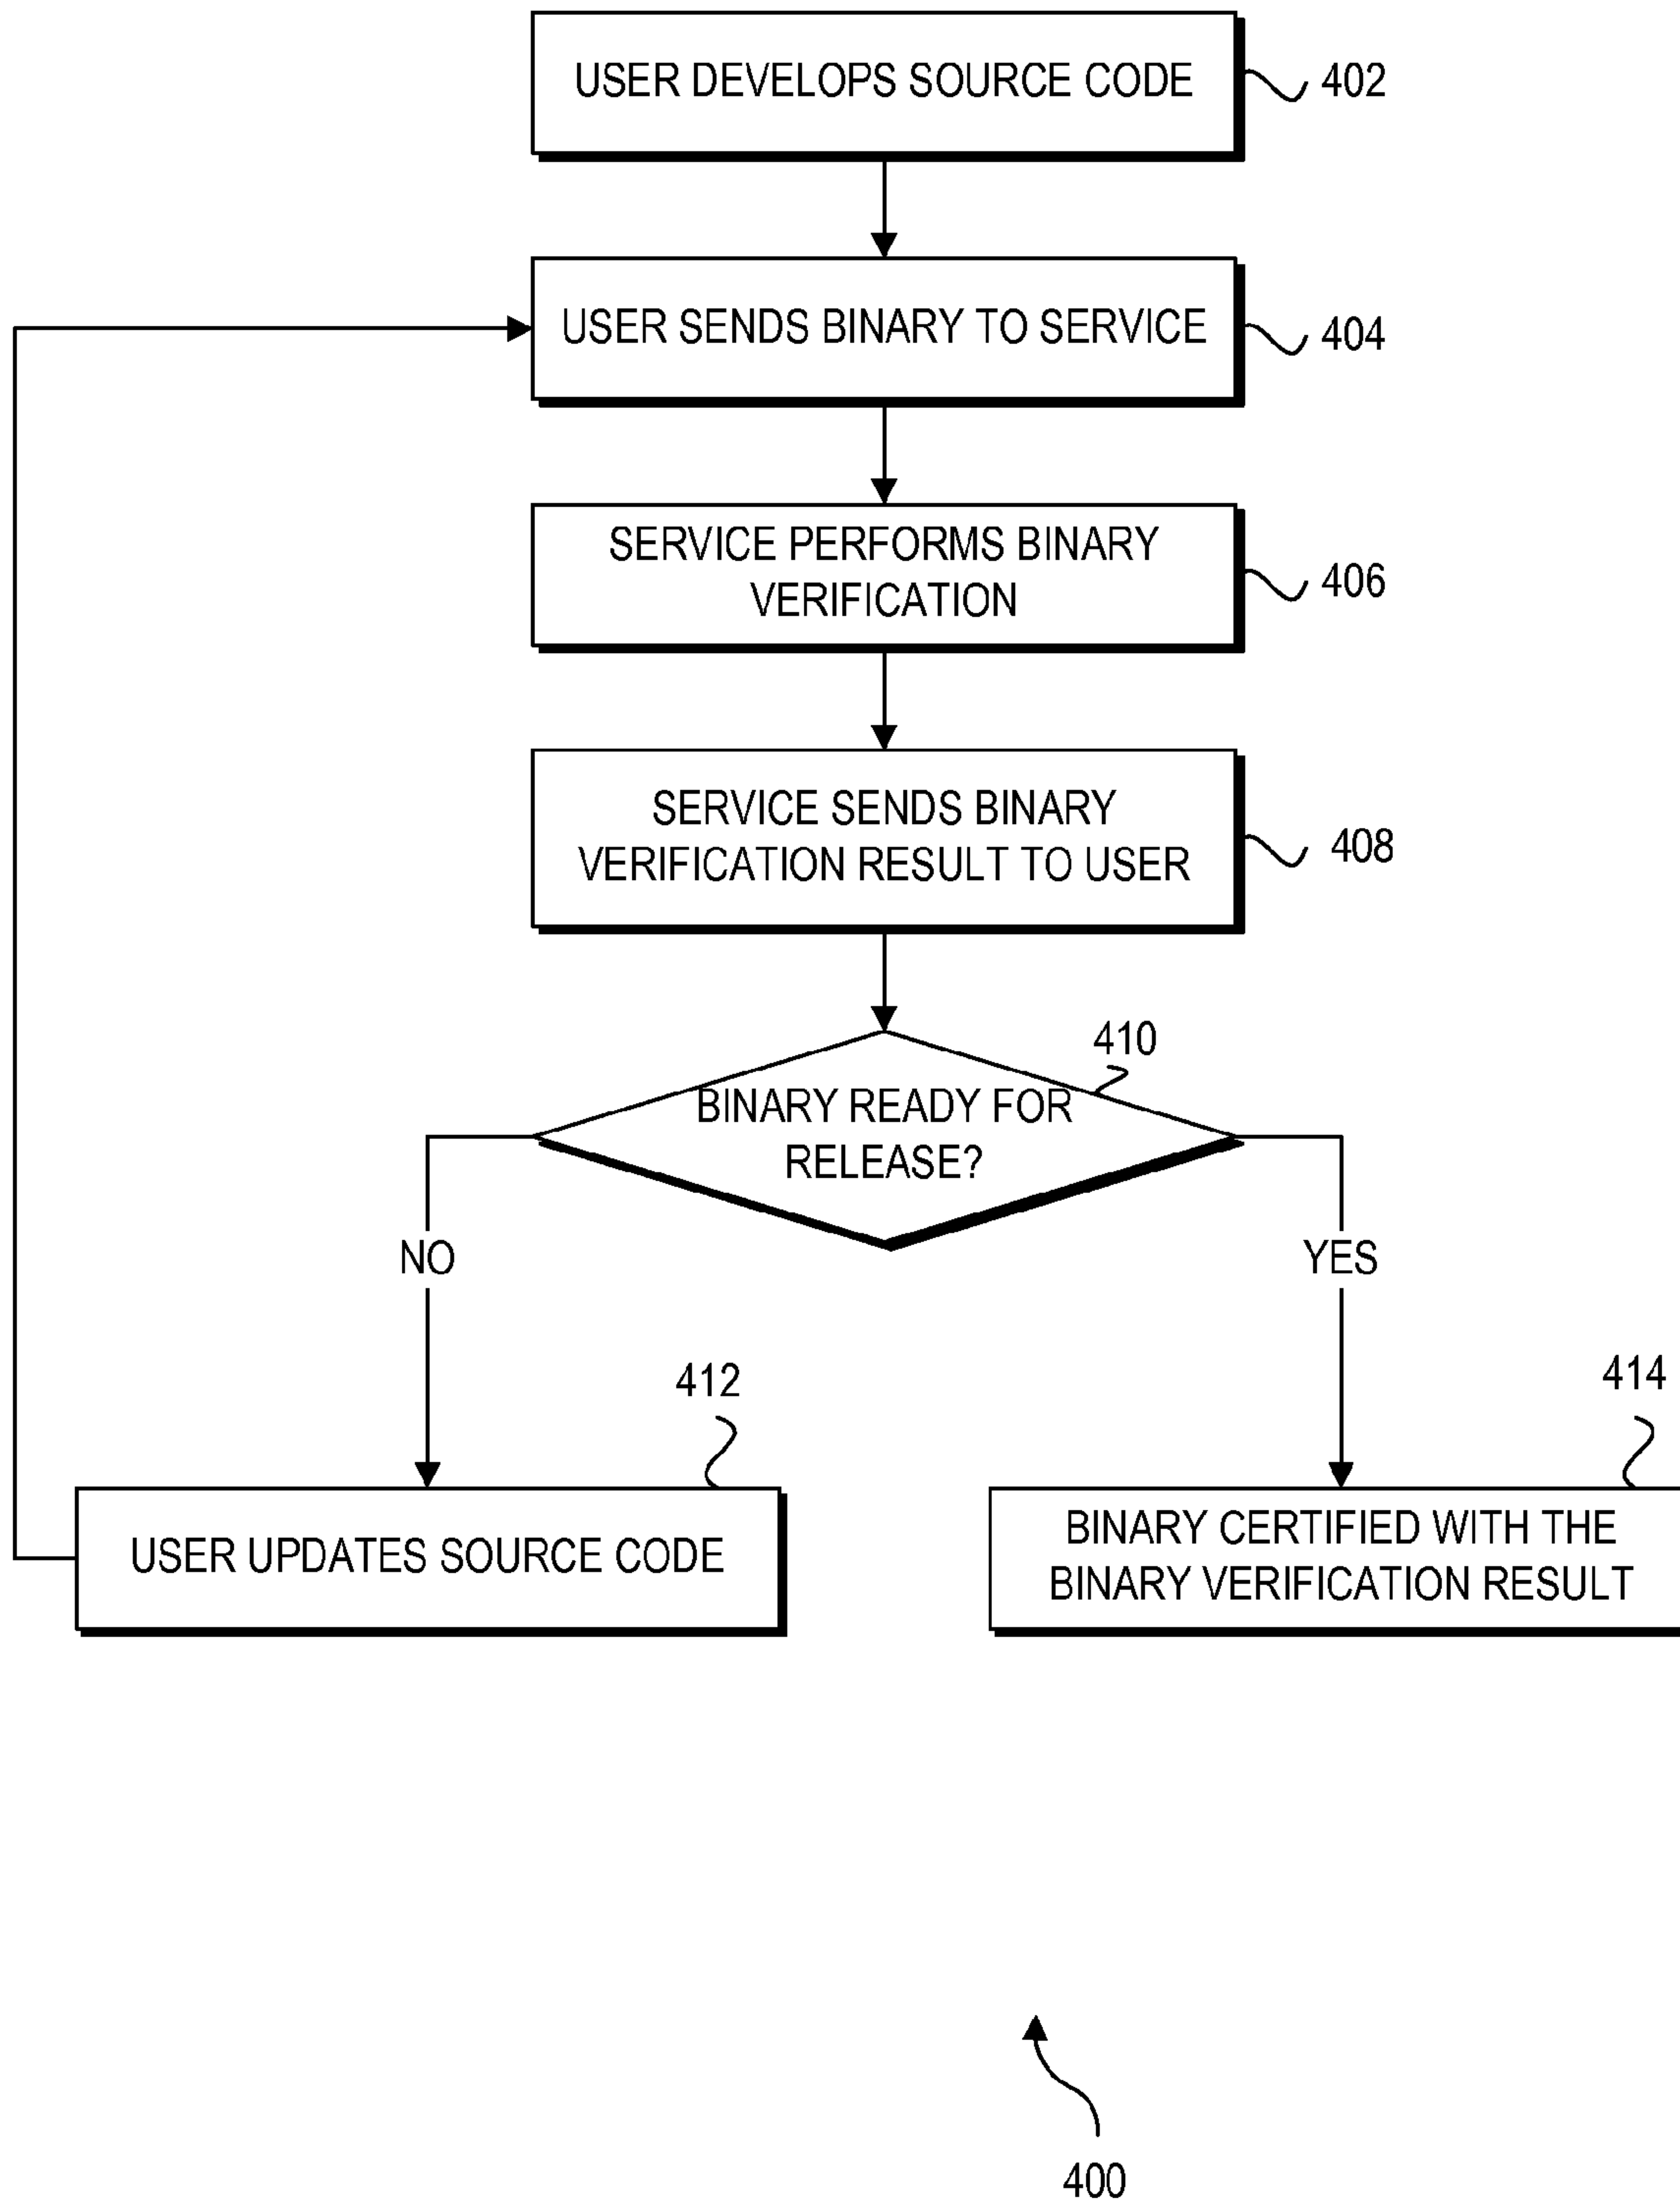 USER DEVELOPS SOURCE CODE
402
USER SENDS BINARY TO SERVICE
404
SERVICE PERFORMS BINARY
VERIFICATION
406
SERVICE SENDS BINARY
VERIFICATION RESULT TO USER
408
410
BINARY READY FOR
RELEASE?
NO
YES
412
414
USER UPDATES SOURCE CODE
BINARY CERTIFIED WITH THE
BINARY VERIFICATION RESULT
400